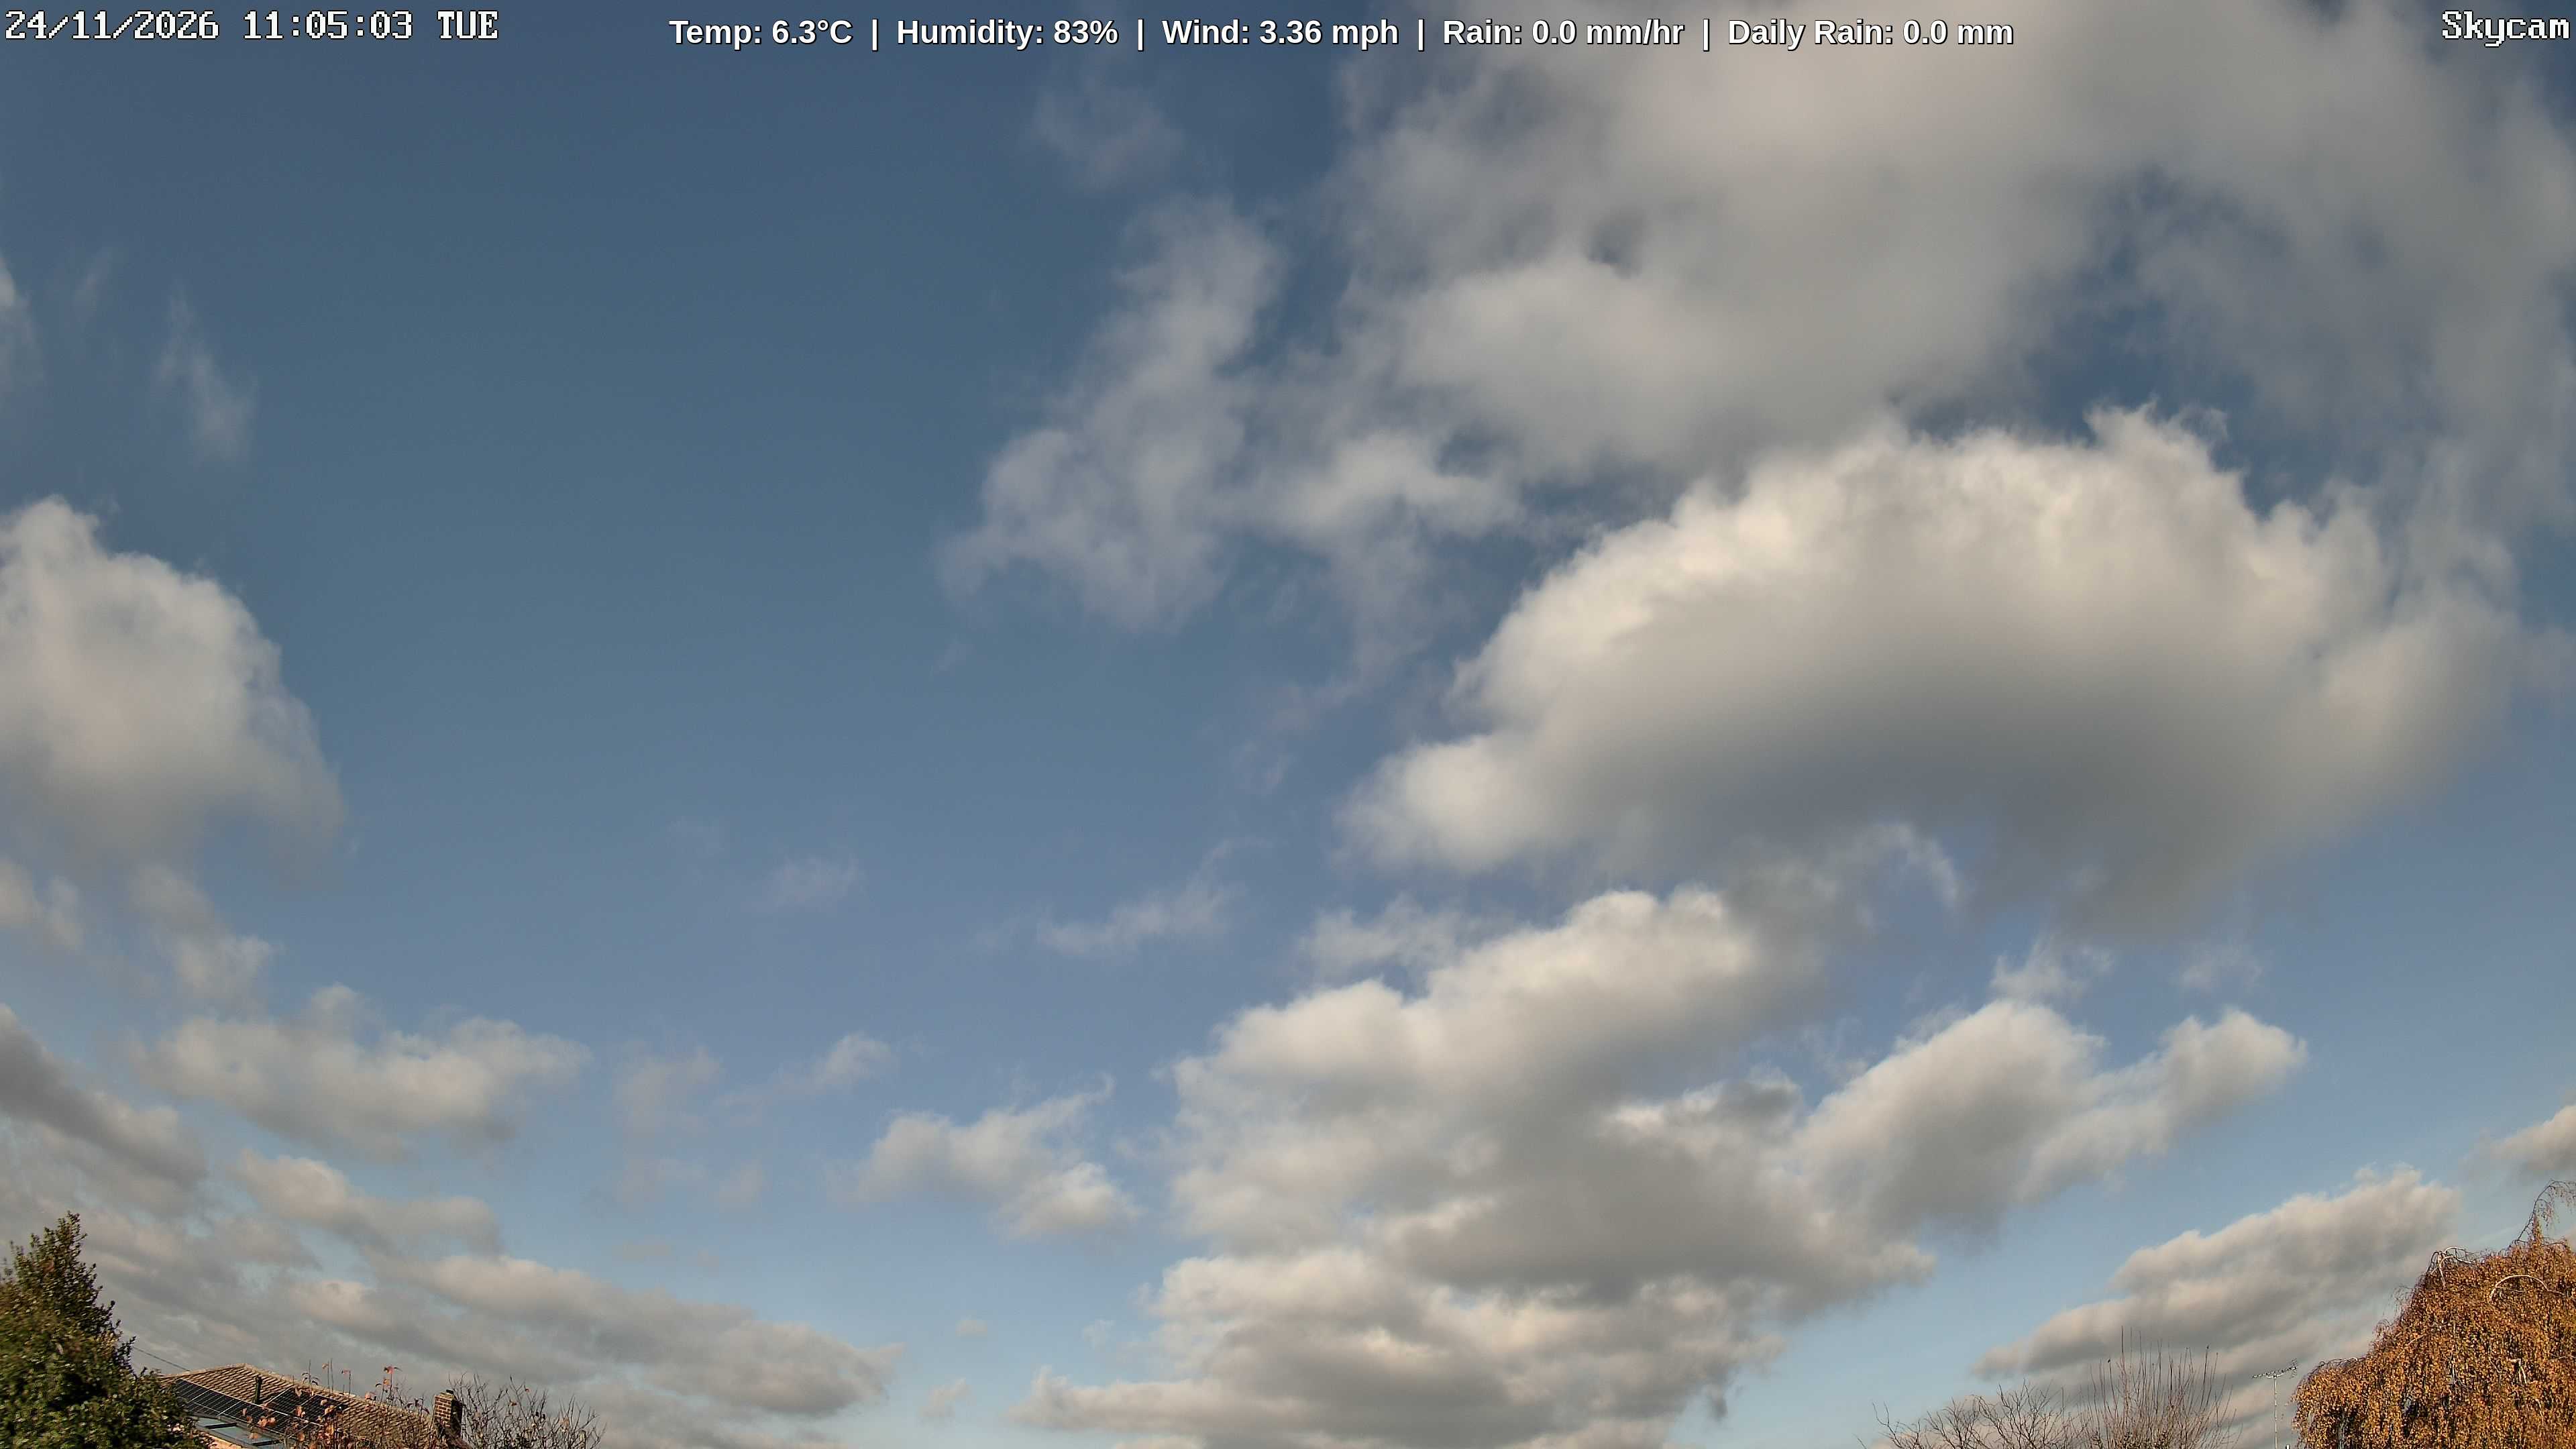 24/11/2026 11:05:03 TUE
Temp: 6.3°C | Humidity: 83% | Wind: 3.36 mph | Rain: 0.0 mm/hr | Daily Rain: 0.0 mm
Skycam